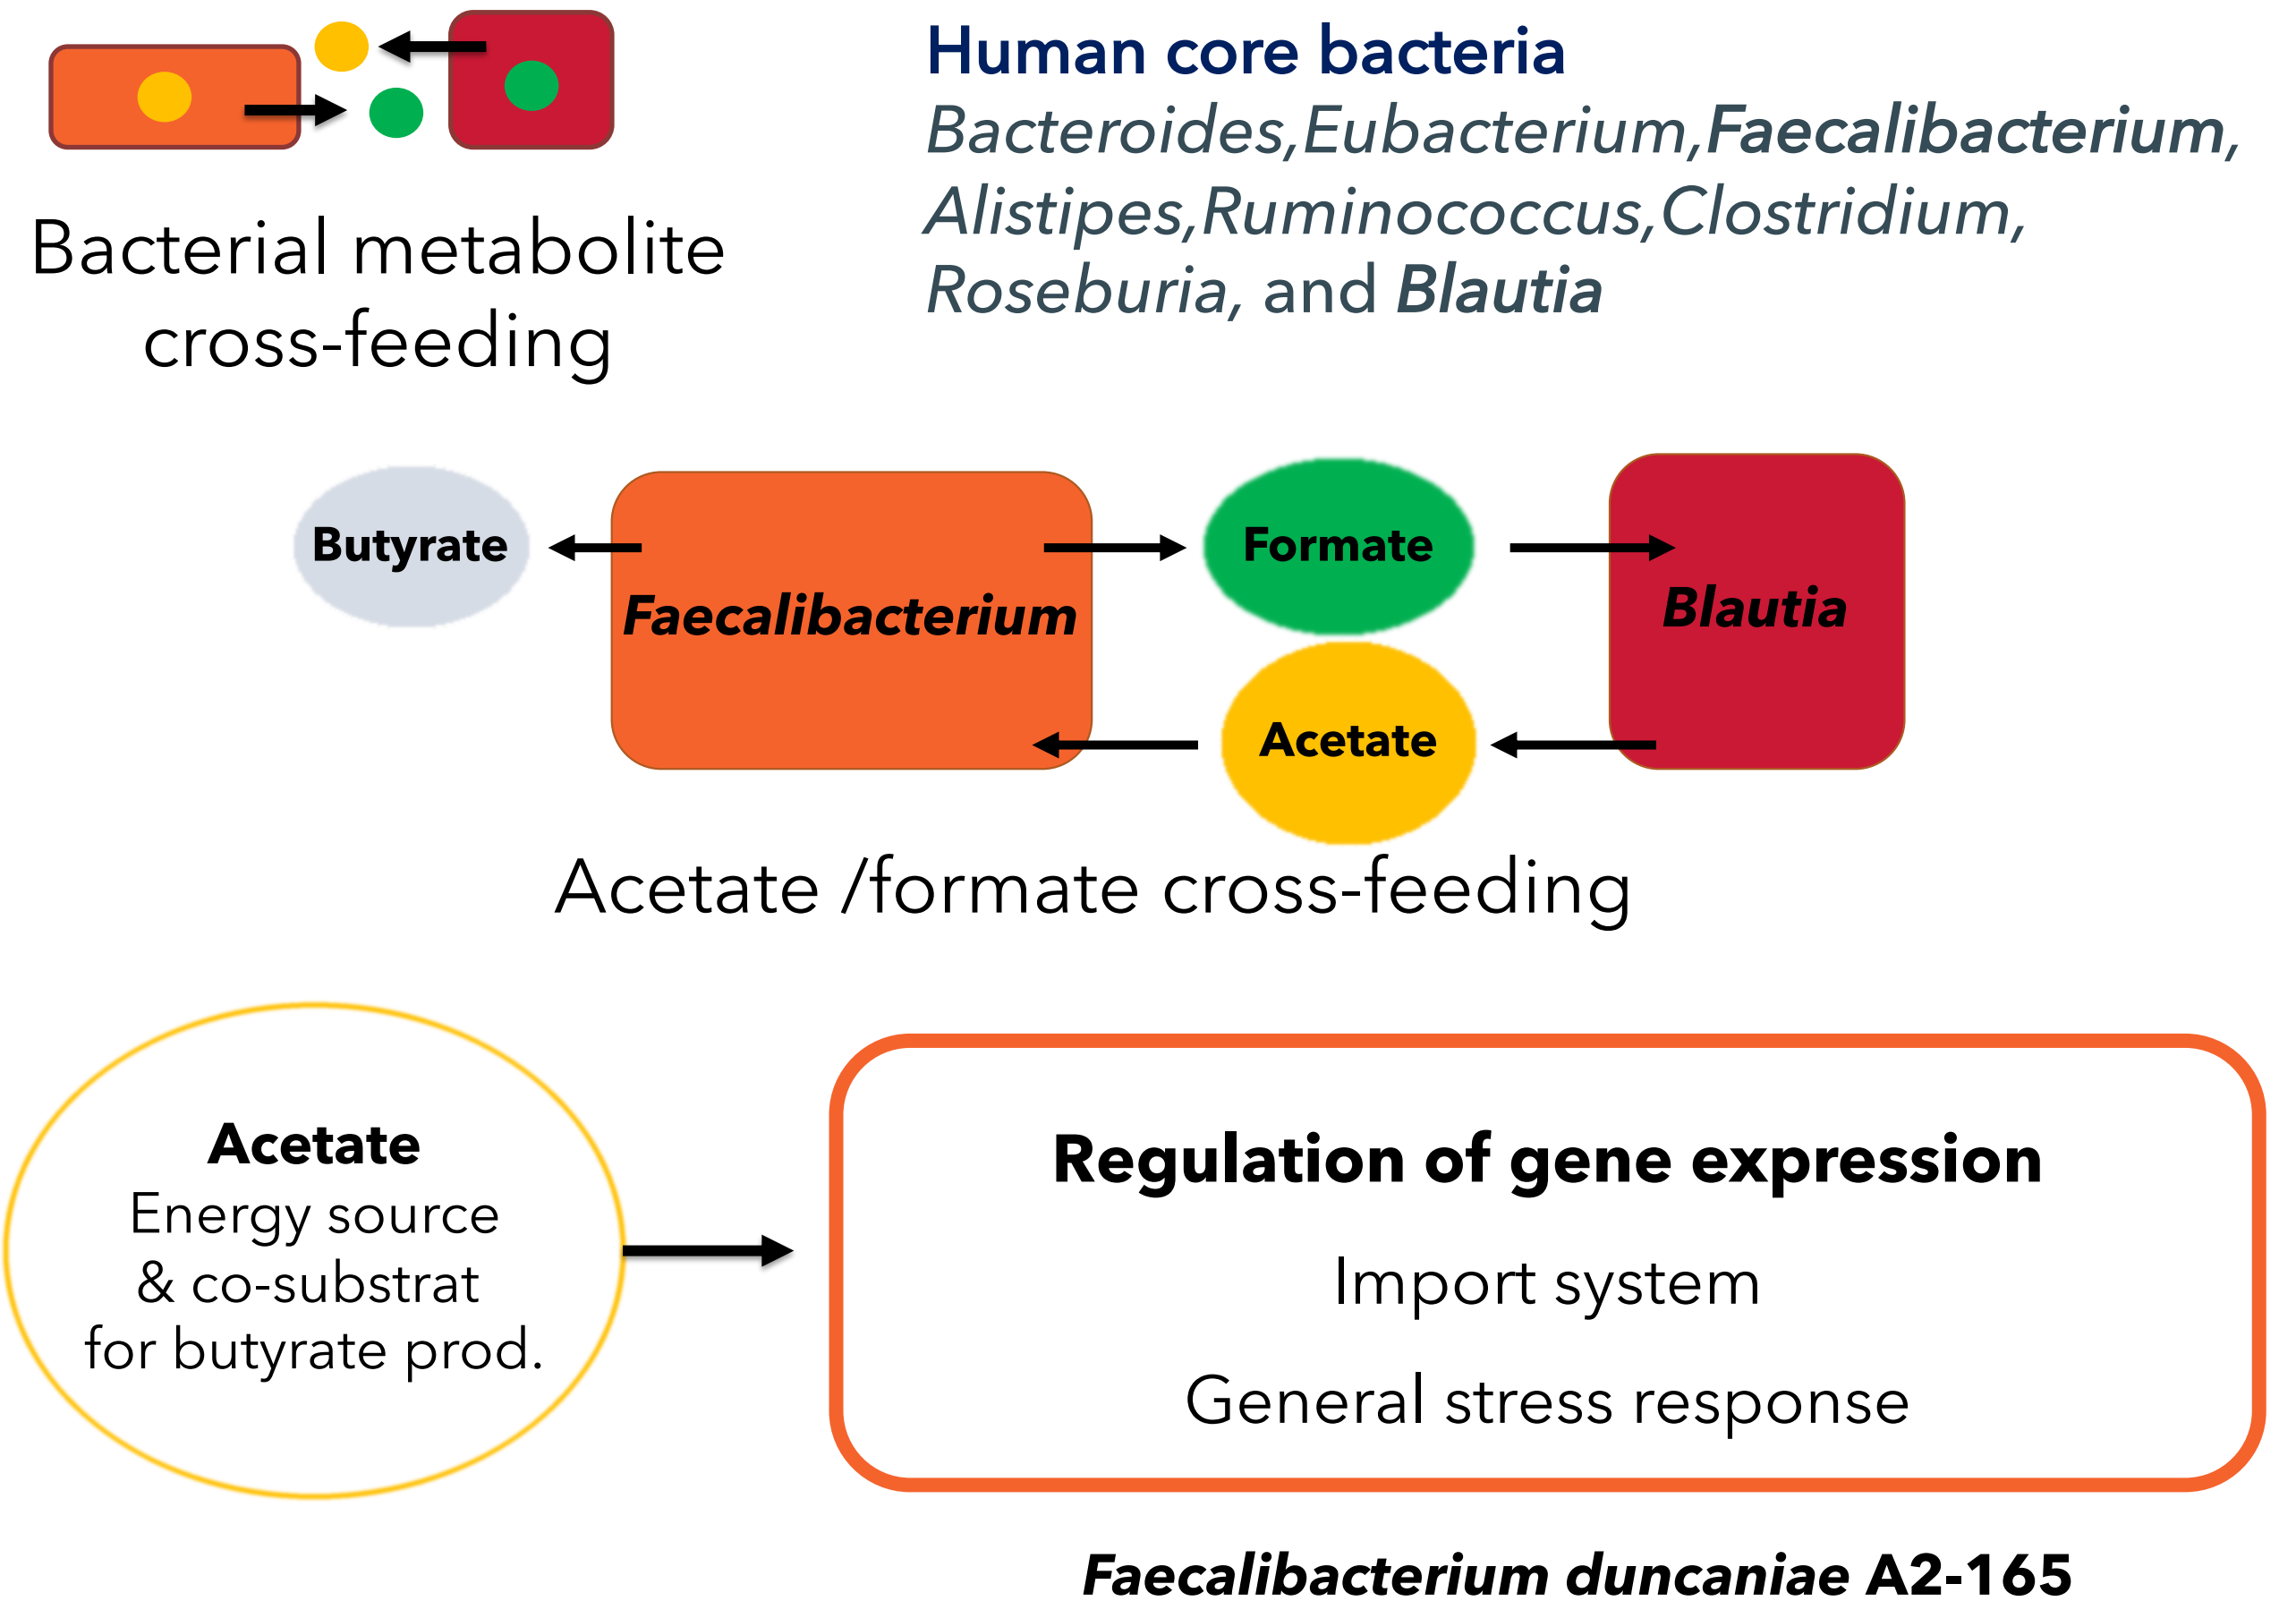 Bacterial metabolite
cross-feeding
Human core bacteria
Bacteroides,Eubacterium,Faecalibacterium,
Alistipes,Ruminococcus,Clostridium,
Roseburia, and Blautia
Butyrate
Faecalibacterium
Formate
Acetate
Blautia
Acetate /formate cross-feeding
Acetate
Energy source
& co-substrat
for butyrate prod.
Regulation of gene expression
Import system
General stress response
Faecalibacterium duncaniae A2-165